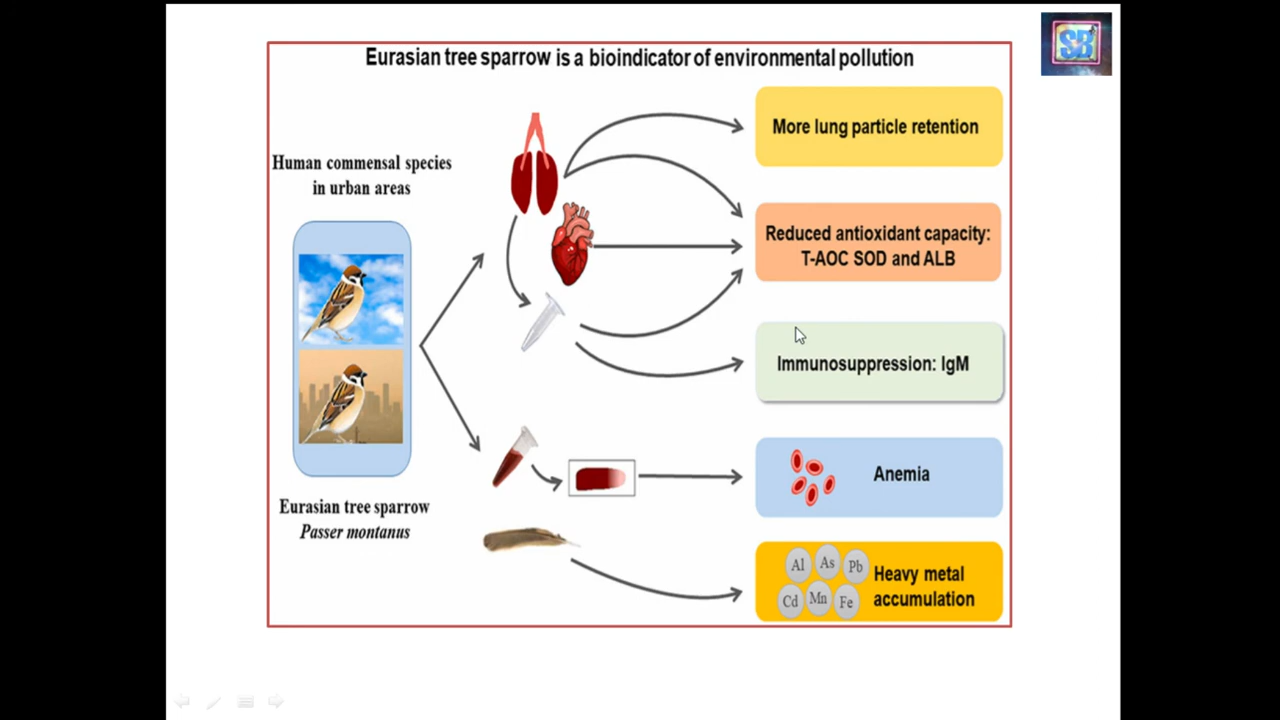 Eurasian tree sparrow is a bioindicator of environmental pollution
SB
Human commensal species
in urban areas
Eurasian tree sparrow
Passer montanus
More lung particle retention
Reduced antioxidant capacity:
T-AOC SOD and ALB
Immunosuppression: IgM
Anemia
Al As Pb
Cd Mn Fe
Heavy metal
accumulation